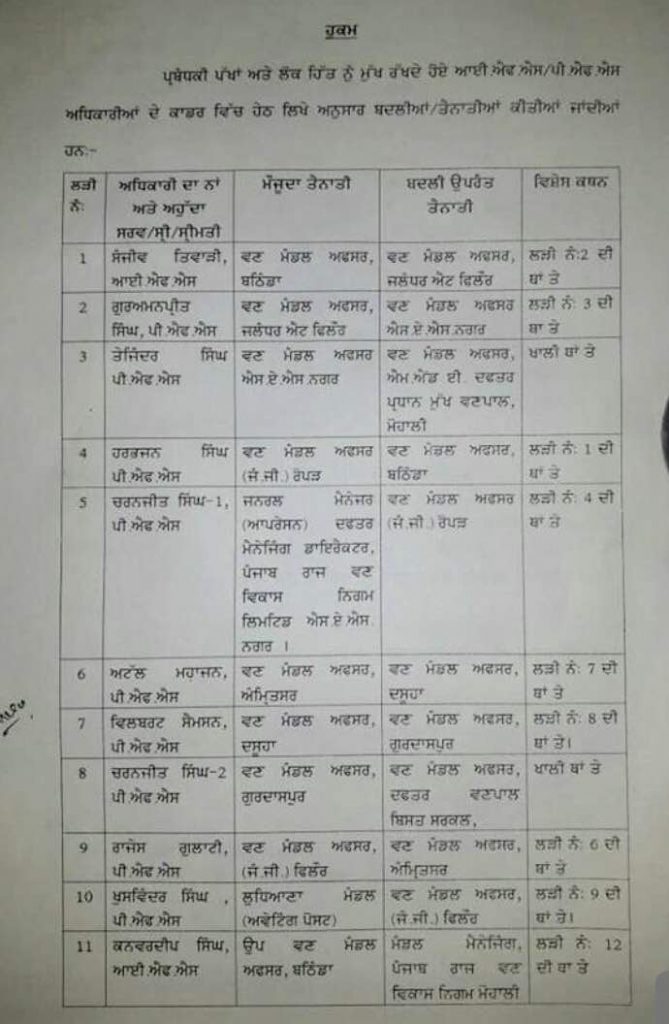 ਹੁਕਮ
ਪ੍ਰਬੰਧਕੀ ਪੱਖਾਂ ਅਤੇ ਲੋਕ ਹਿੱਤ ਨੂੰ ਮੁੱਖ ਰੱਖਦੇ ਹੋਏ ਆਈ.ਐਫ.ਐਸ/ਪੀ.ਐਫ.ਐਸ
ਅਧਿਕਾਰੀਆਂ ਦੇ ਕਾਡਰ ਵਿੱਚ ਹੇਠ ਲਿਖੇ ਅਨੁਸਾਰ ਬਦਲੀਆਂ/ਤੈਨਾਤੀਆਂ ਕੀਤੀਆਂ ਜਾਂਦੀਆਂ
ਹਨ:-
ਲੜੀ ਅਧਿਕਾਰੀ ਦਾ ਨਾਂ ਮੌਜੂਦਾ ਤੈਨਾਤੀ ਬਦਲੀ ਉਪਰੰਤ ਵਿਸ਼ੇਸ ਕਥਨ
ਨੰ: ਅਤੇ ਅਹੁੱਦਾ ਤੈਨਾਤੀ
ਸਰਵ/ਸ੍ਰੀ/ਸ੍ਰੀਮਤੀ
1 ਸੰਜੀਵ ਤਿਵਾੜੀ, ਵਣ ਮੰਡਲ ਅਫਸਰ, ਵਣ ਮੰਡਲ ਅਫਸਰ, ਲੜੀ ਨੰ:2 ਦੀ
ਆਈ.ਐਫ.ਐਸ ਬਠਿੰਡਾ ਜਲੰਧਰ ਐਟ ਫਿਲੌਰ ਥਾਂ ਤੇ
2 ਗੁਰਅਮਨਪ੍ਰੀਤ ਵਣ ਮੰਡਲ ਅਫਸਰ, ਵਣ ਮੰਡਲ ਅਫਸਰ ਲੜੀ ਨੰ: 3 ਦੀ
ਸਿੰਘ, ਪੀ.ਐਫ.ਐਸ ਜਲੰਧਰ ਐਟ ਫਿਲੌਰ ਐਸ.ਏ.ਐਸ.ਨਗਰ ਥਾ ਤੇ
3 ਤੇਜਿੰਦਰ ਸਿੰਘ ਵਣ ਮੰਡਲ ਅਫਸਰ ਵਣ ਮੰਡਲ ਅਫਸਰ, ਖਾਲੀ ਥਾਂ ਤੇ
ਪੀ.ਐਫ.ਐਸ ਐਸ.ਏ.ਐਸ.ਨਗਰ ਐਮ.ਐਂਡ ਈ. ਦਫਤਰ
ਪ੍ਰਧਾਨ ਮੁੱਖ ਵਣਪਾਲ,
ਮੋਹਾਲੀ
4 ਹਰਭਜਨ ਸਿੰਘ ਵਣ ਮੰਡਲ ਅਫਸਰ ਵਣ ਮੰਡਲ ਅਫਸਰ, ਲੜੀ ਨੰ: 1 ਦੀ
ਪੀ.ਐਫ.ਐਸ (ਜੰ.ਜੀ.) ਰੋਪੜ ਬਠਿੰਡਾ ਥਾਂ ਤੇ
5 ਚਰਨਜੀਤ ਸਿੰਘ-1, ਜਨਰਲ ਮੈਨੇਜਰ ਵਣ ਮੰਡਲ ਅਫਸਰ ਲੜੀ ਨੰ: 4 ਦੀ
ਪੀ.ਐਫ.ਐਸ (ਆਪਰੇਸਨ) ਦਫਤਰ (ਜੰ.ਜੀ.) ਰੋਪੜ ਥਾਂ ਤੇ
ਮੈਨੇਜਿੰਗ ਡਾਇਰੈਕਟਰ,
ਪੰਜਾਬ ਰਾਜ ਵਣ
ਵਿਕਾਸ ਨਿਗਮ
ਲਿਮਟਿਡ ਐਸ.ਏ.ਐਸ.
ਨਗਰ ।
6 ਅਟੱਲ ਮਹਾਜਨ, ਵਣ ਮੰਡਲ ਅਫਸਰ, ਵਣ ਮੰਡਲ ਅਫਸਰ, ਲੜੀ ਨੰ: 7 ਦੀ
ਪੀ.ਐਫ.ਐਸ ਅੰਮ੍ਰਿਤਸਰ ਦਸੂਹਾ ਥਾਂ ਤੇ
7 ਵਿਲਬਰਟ ਸੈਮਸਨ, ਵਣ ਮੰਡਲ ਅਫਸਰ, ਵਣ ਮੰਡਲ ਅਫਸਰ, ਲੜੀ ਨੰ: 8 ਦੀ
ਪੀ.ਐਫ.ਐਸ ਦਸੂਹਾ ਗੁਰਦਾਸਪੁਰ ਥਾਂ ਤੇ।
8 ਚਰਨਜੀਤ ਸਿੰਘ-2 ਵਣ ਮੰਡਲ ਅਫਸਰ, ਵਣ ਮੰਡਲ ਅਫਸਰ, ਖਾਲੀ ਥਾਂ ਤੇ
ਪੀ.ਐਫ.ਐਸ ਗੁਰਦਾਸਪੁਰ ਦਫਤਰ ਵਣਪਾਲ
ਬਿਸਤ ਸਰਕਲ,
9 ਰਾਜੇਸ ਗੁਲਾਟੀ, ਵਣ ਮੰਡਲ ਅਫਸਰ, ਵਣ ਮੰਡਲ ਅਫਸਰ, ਲੜੀ ਨੰ: 6 ਦੀ
ਪੀ.ਐਫ.ਐਸ (ਜੰ.ਜੀ.) ਫਿਲੌਰ ਅੰਮ੍ਰਿਤਸਰ ਥਾਂ ਤੇ
10 ਖੁਸਵਿੰਦਰ ਸਿੰਘ , ਲੁਧਿਆਣਾ ਮੰਡਲ ਵਣ ਮੰਡਲ ਅਫਸਰ, ਲੜੀ ਨੰ: 9 ਦੀ
ਪੀ.ਐਫ.ਐਸ (ਅਵੇਟਿੰਗ ਪੋਸਟ) (ਜੰ.ਜੀ.) ਫਿਲੌਰ ਥਾਂ ਤੇ।
11 ਕਨਵਰਦੀਪ ਸਿੰਘ, ਉਪ ਵਣ ਮੰਡਲ ਮੰਡਲ ਮੈਨੇਜਿੰਗ, ਲੜੀ ਨੰ: 12
ਆਈ.ਐਫ.ਐਸ ਅਫਸਰ, ਬਠਿੰਡਾ ਪੰਜਾਬ ਰਾਜ ਵਣ ਦੀ ਥਾਂ ਤੇ
ਵਿਕਾਸ ਨਿਗਮ ਮੋਹਾਲੀ